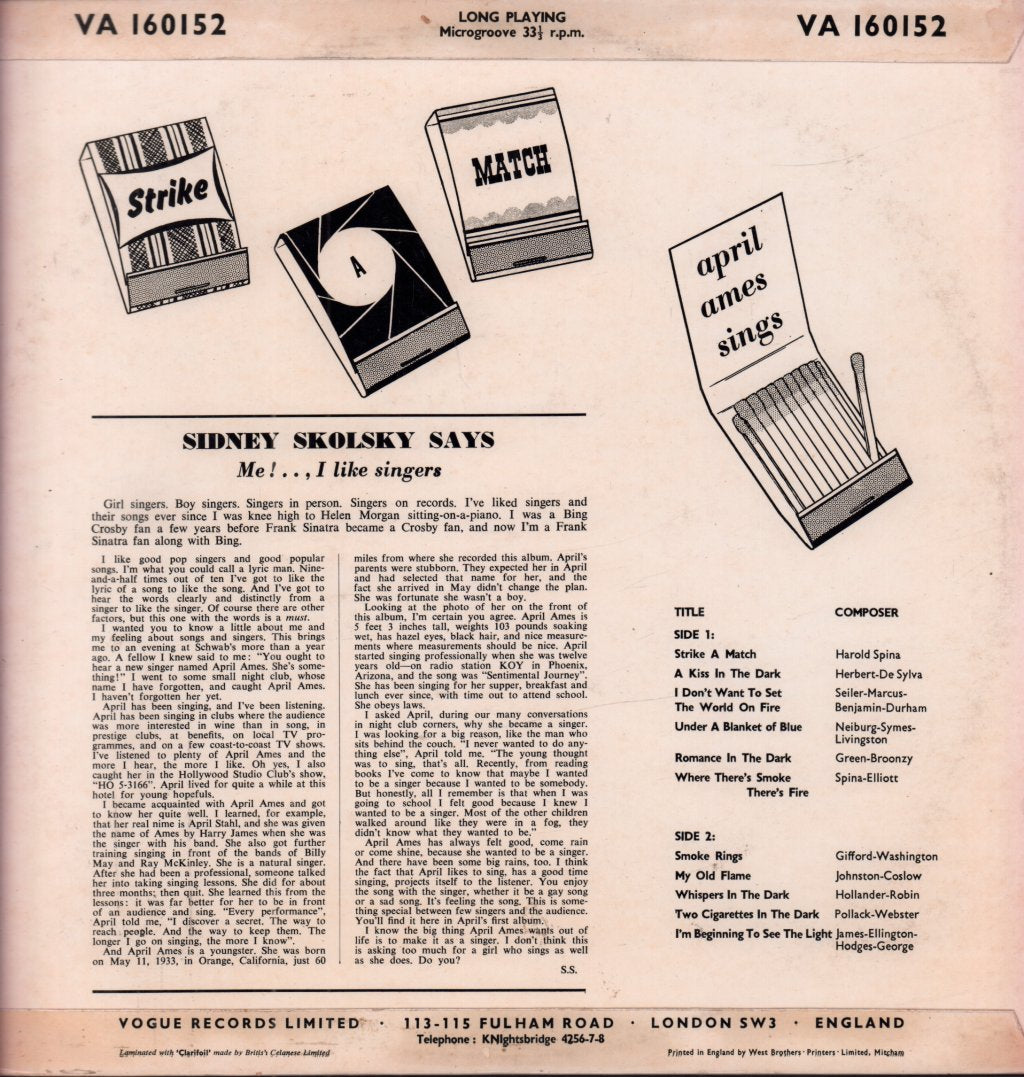 VA 160152
LONG PLAYING
Microgroove 33⅓ r.p.m.
VA 160152
Strike
A
MATCH
april
ames
sings
SIDNEY SKOLSKY SAYS
Me!..,I like singers
Girl singers. Boy singers. Singers in person. Singers on records. I've liked singers and
their songs ever since I was knee high to Helen Morgan sitting-on-a-piano. I was a Bing
Crosby fan a few years before Frank Sinatra became a Crosby fan, and now I'm a Frank
Sinatra fan along with Bing.
I like good pop singers and good popular
songs. I'm what you could call a lyric man. Nine-
and-a-half times out of ten I've got to like the
lyric of a song to like the song. And I've got to
hear the words clearly and distinctly from a
singer to like the singer. Of course there are other
factors, but this one with the words is a must.
I wanted you to know a little about me and
my feeling about songs and singers. This brings
me to an evening at Schwab's more than a year
ago. A fellow I knew said to me: "You ought to
hear a new singer named April Ames. She's some-
thing!" I went to some small night club, whose
name I have forgotten, and caught April Ames.
I haven't forgotten her yet.
April has been singing, and I've been listening.
April has been singing in clubs where the audience
was more interested in wine than in song, in
prestige clubs, at benefits, on local TV pro-
grammes, and on a few coast-to-coast TV shows.
I've listened to plenty of April Ames and the
more I hear, the more I like. Oh yes, I also
caught her in the Hollywood Studio Club's show,
"HO 5-3166". April lived for quite a while at this
hotel for young hopefuls.
I became acquainted with April Ames and got
to know her quite well. I learned, for example,
that her real nime is April Stahl, and she was given
the name of Ames by Harry James when she was
the singer with his band. She also got further
training singing in front of the bands of Billy
May and Ray McKinley. She is a natural singer.
After she had been a professional, someone talked
her into taking singing lessons. She did for about
three months; then quit. She learned this from the
lessons: it was far better for her to be in front
of an audience and sing. "Every performance",
April told me, "I discover a secret. The way to
reach people. And the way to keep them. The
longer I go on singing, the more I know".
And April Ames is a youngster. She was born
on May 11, 1933, in Orange, California, just 60
miles from where she recorded this album. April's
parents were stubborn. They expected her in April
and had selected that name for her, and the
fact she arrived in May didn't change the plan.
She was fortunate she wasn't a boy.
Looking at the photo of her on the front of
this album, I'm certain you agree. April Ames is
5 feet 3 inches tall, weights 103 pounds soaking
wet, has hazel eyes, black hair, and nice measure-
ments where measurements should be nice. April
started singing professionally when she was twelve
years old—on radio station KOY in Phoenix,
Arizona, and the song was "Sentimental Journey".
She has been singing for her supper, breakfast and
lunch ever since, with time out to attend school.
She obeys laws.
I asked April, during our many conversations
in night club corners, why she became a singer.
I was looking for a big reason, like the man who
sits behind the couch. "I never wanted to do any-
thing else", April told me. "The young thought
was to sing, that's all. Recently, from reading
books I've come to know that maybe I wanted
to be a singer because I wanted to be somebody.
But honestly, all I remember is that when I was
going to school I felt good because I knew I
wanted to be a singer. Most of the other children
walked around like they were in a fog, they
didn't know what they wanted to be."
April Ames has always felt good, come rain
or come shine, because she wanted to be a singer.
And there have been some big rains, too. I think
the fact that April likes to sing, has a good time
singing, projects itself to the listener. You enjoy
the song with the singer, whether it be a gay song
or a sad song. It's feeling the song. This is some-
thing special between few singers and the audience.
You'll find it here in April's first album.
I know the big thing April Ames wants out of
life is to make it as a singer. I don't think this
is asking too much for a girl who sings as well
as she does. Do you?
S.S.
TITLE COMPOSER
SIDE 1:
Strike A Match Harold Spina
A Kiss In The Dark Herbert-De Sylva
I Don't Want To Set Seiler-Marcus-
The World On Fire Benjamin-Durham
Under A Blanket of Blue Neiburg-Symes-
Livingston
Romance In The Dark Green-Broonzy
Where There's Smoke Spina-Elliott
There's Fire
SIDE 2:
Smoke Rings Gifford-Washington
My Old Flame Johnston-Coslow
Whispers In The Dark Hollander-Robin
Two Cigarettes In The Dark Pollack-Webster
I'm Beginning To See The Light James-Ellington-
Hodges-George
VOGUE RECORDS LIMITED · 113-115 FULHAM ROAD · LONDON SW3 · ENGLAND
Telephone: KNIghtsbridge 4256-7-8
Laminated with 'Clarifoil' made by British Celanese Limited
Printed in England by West Brothers · Printers · Limited, Mitcham